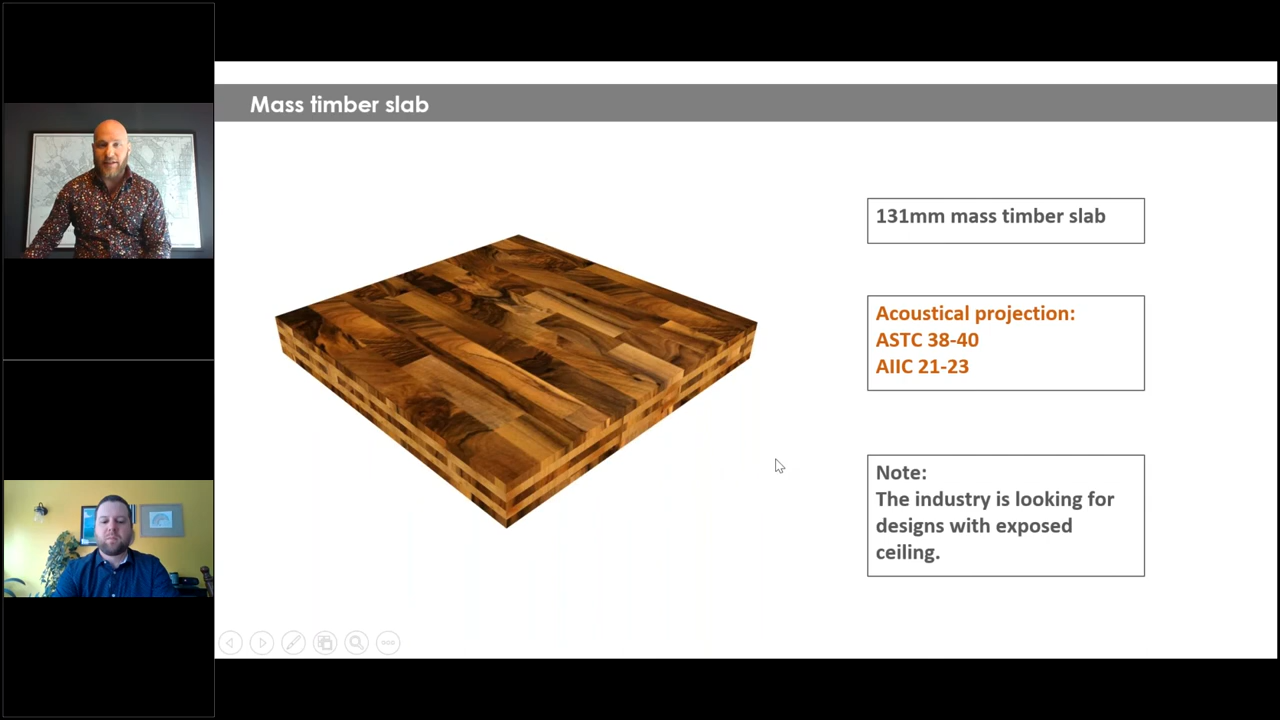 Mass timber slab
131mm mass timber slab
Acoustical projection:
ASTC 38-40
AIIC 21-23
Note:
The industry is looking for
designs with exposed
ceiling.